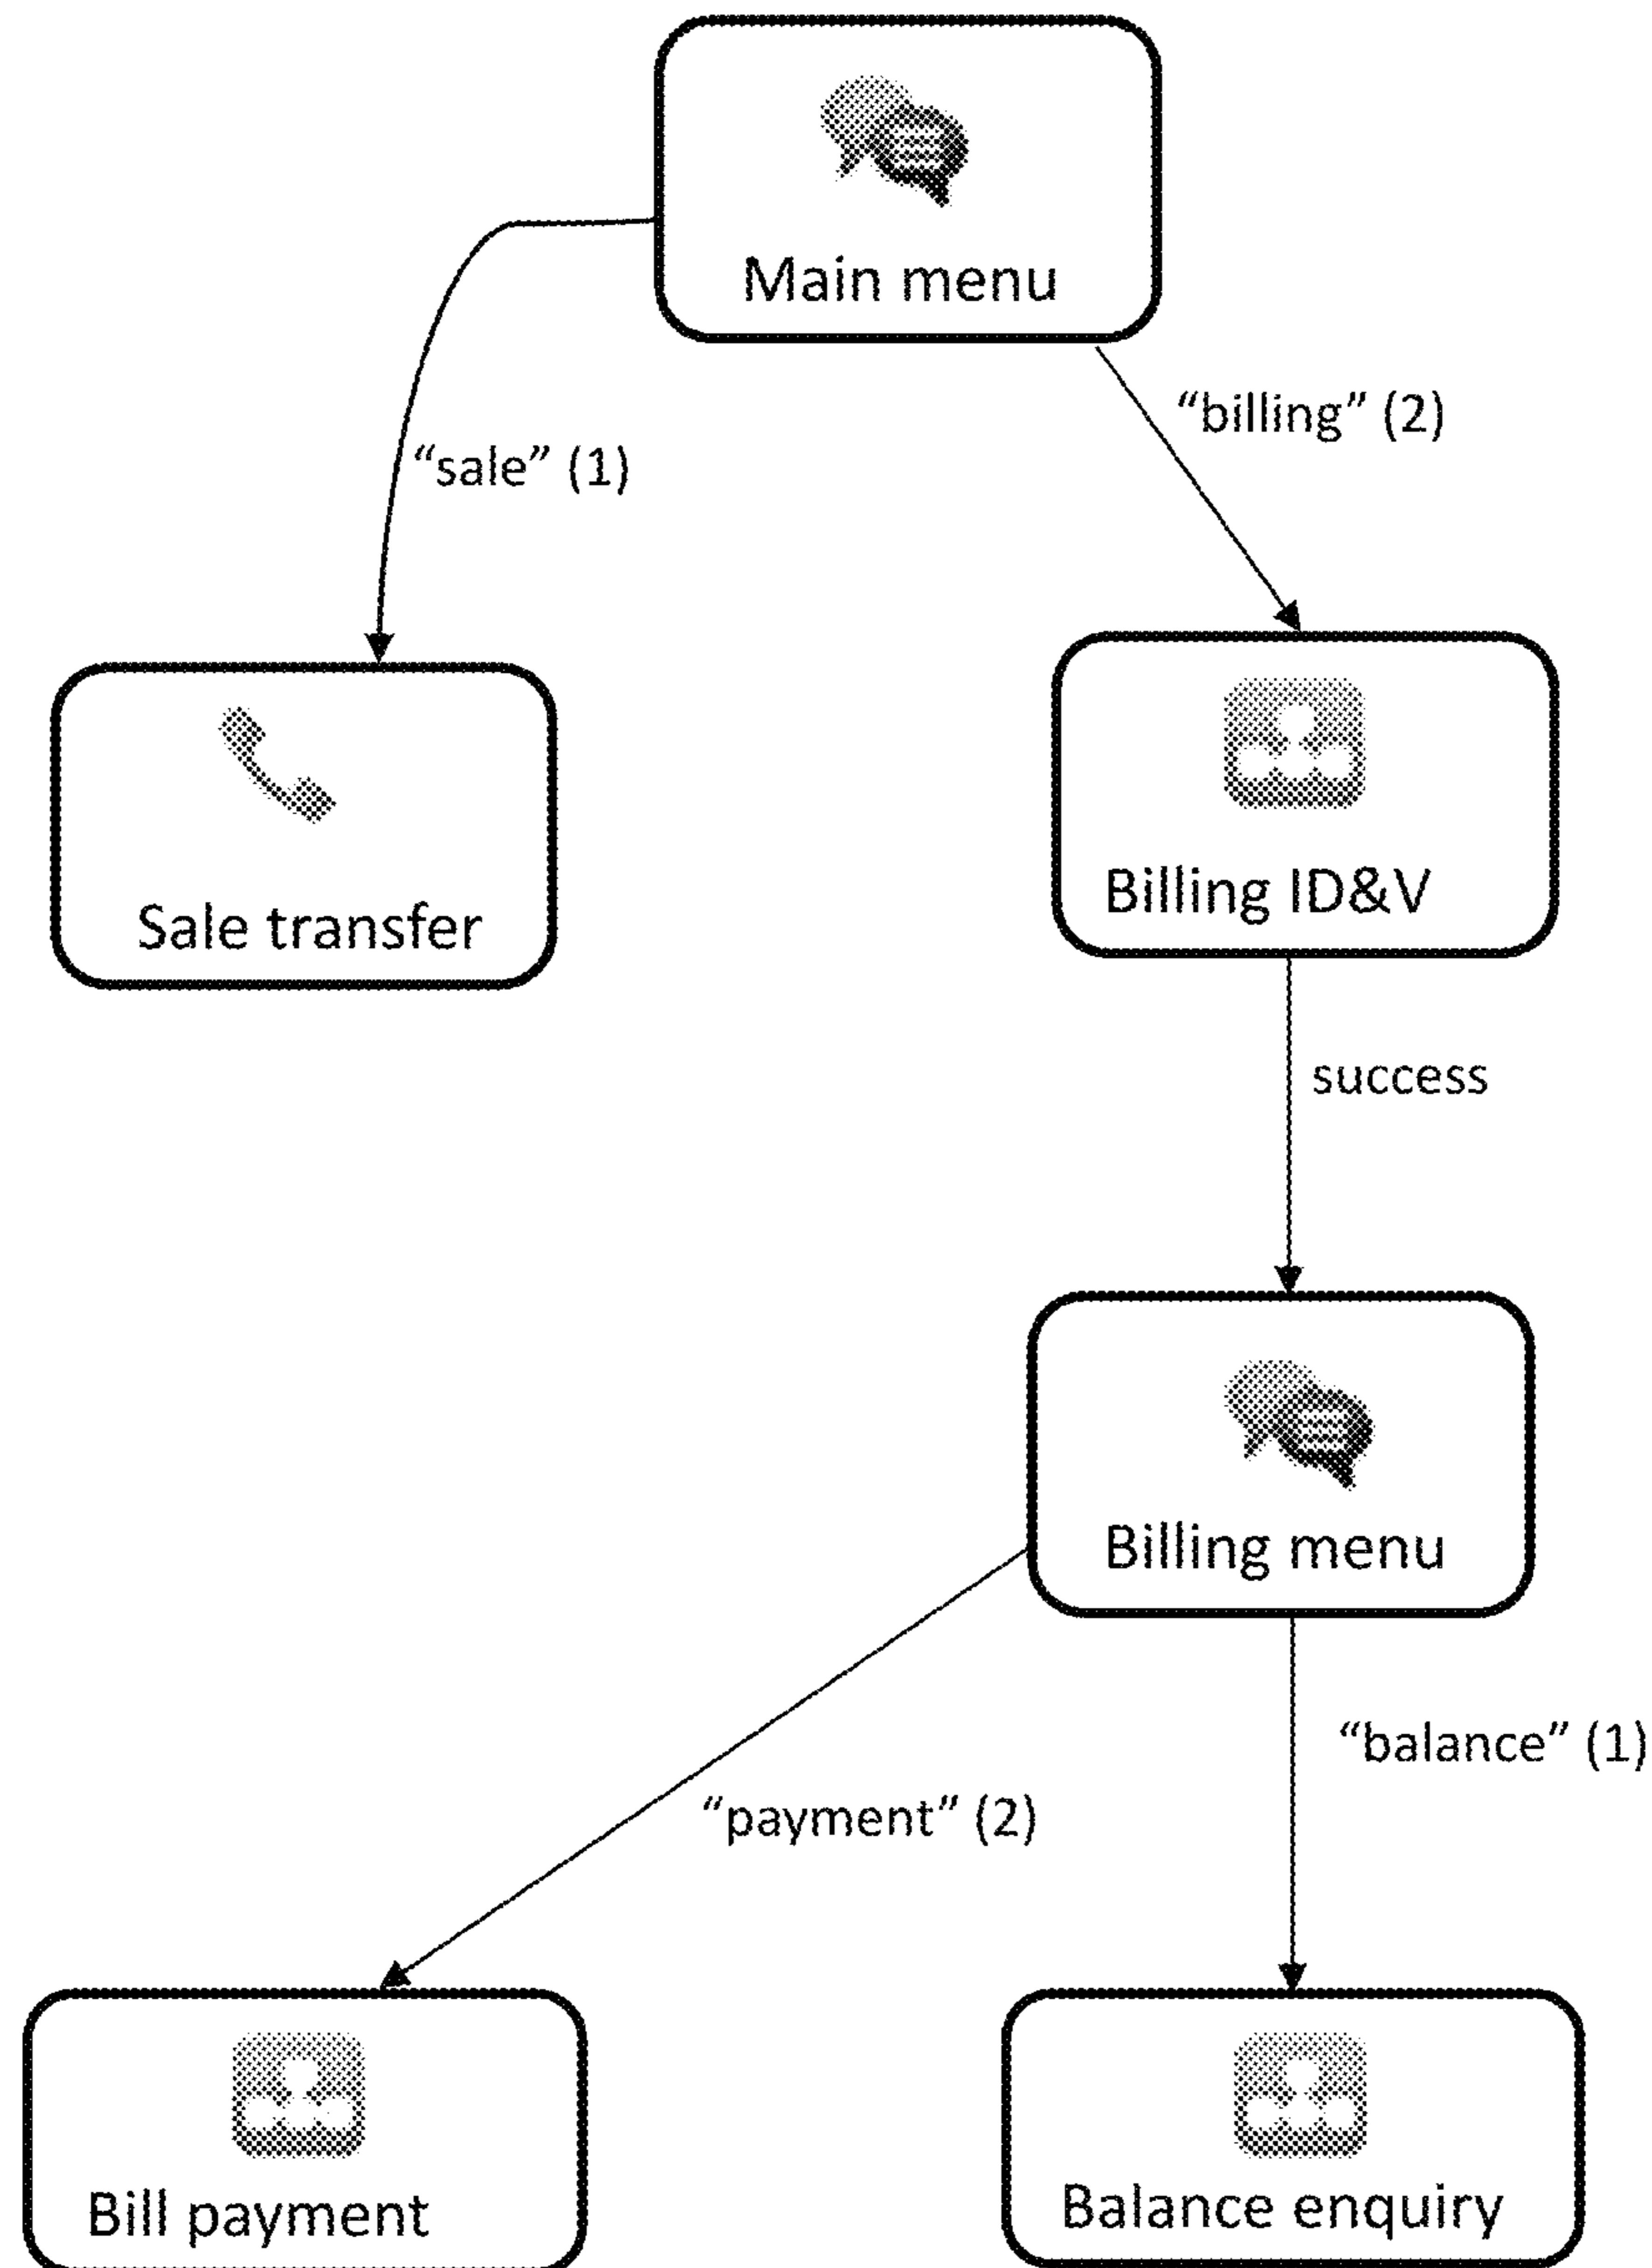 Main menu
“billing” (2)
“sale” (1)
Billing ID&V
Sale transfer
success
Billing menu
“balance” (1)
“payment” (2)
Bill payment
Balance enquiry